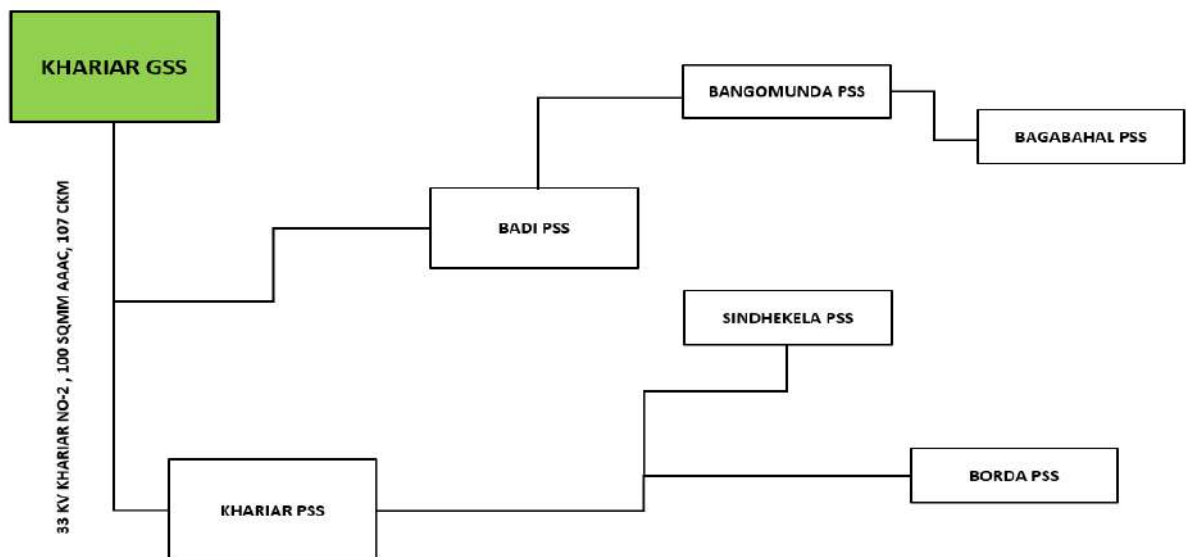 KHARIAR GSS
BANGOMUNDA PSS
BAGABAHAL PSS
BADI PSS
33 KV KHARIAR NO-2 , 100 SQMM AAAC, 107 CKM
SINDHEKELA PSS
BORDA PSS
KHARIAR PSS